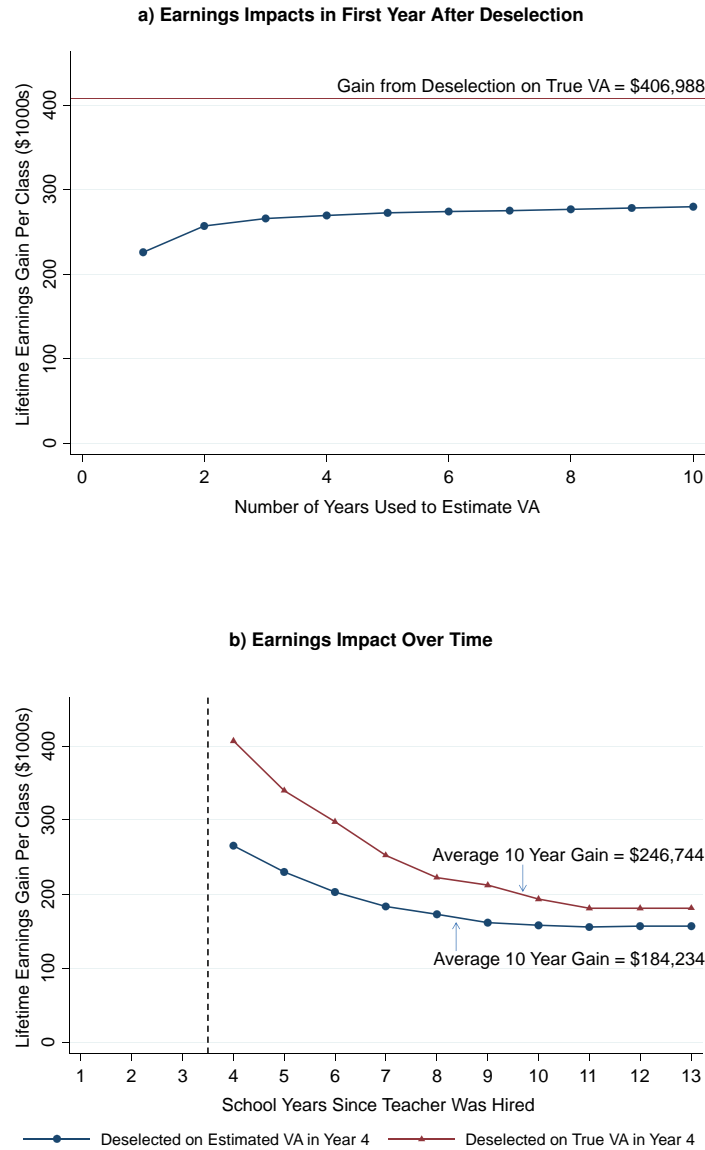 a) Earnings Impacts in First Year After Deselection
Lifetime Earnings Gain Per Class ($1000s)
Gain from Deselection on True VA = $406,988
400
300
200
100
0
0 2 4 6 8 10
Number of Years Used to Estimate VA
b) Earnings Impact Over Time
Lifetime Earnings Gain Per Class ($1000s)
400
300
200
100
0
Average 10 Year Gain = $246,744
Average 10 Year Gain = $184,234
1 2 3 4 5 6 7 8 9 10 11 12 13
School Years Since Teacher Was Hired
Deselected on Estimated VA in Year 4 Deselected on True VA in Year 4